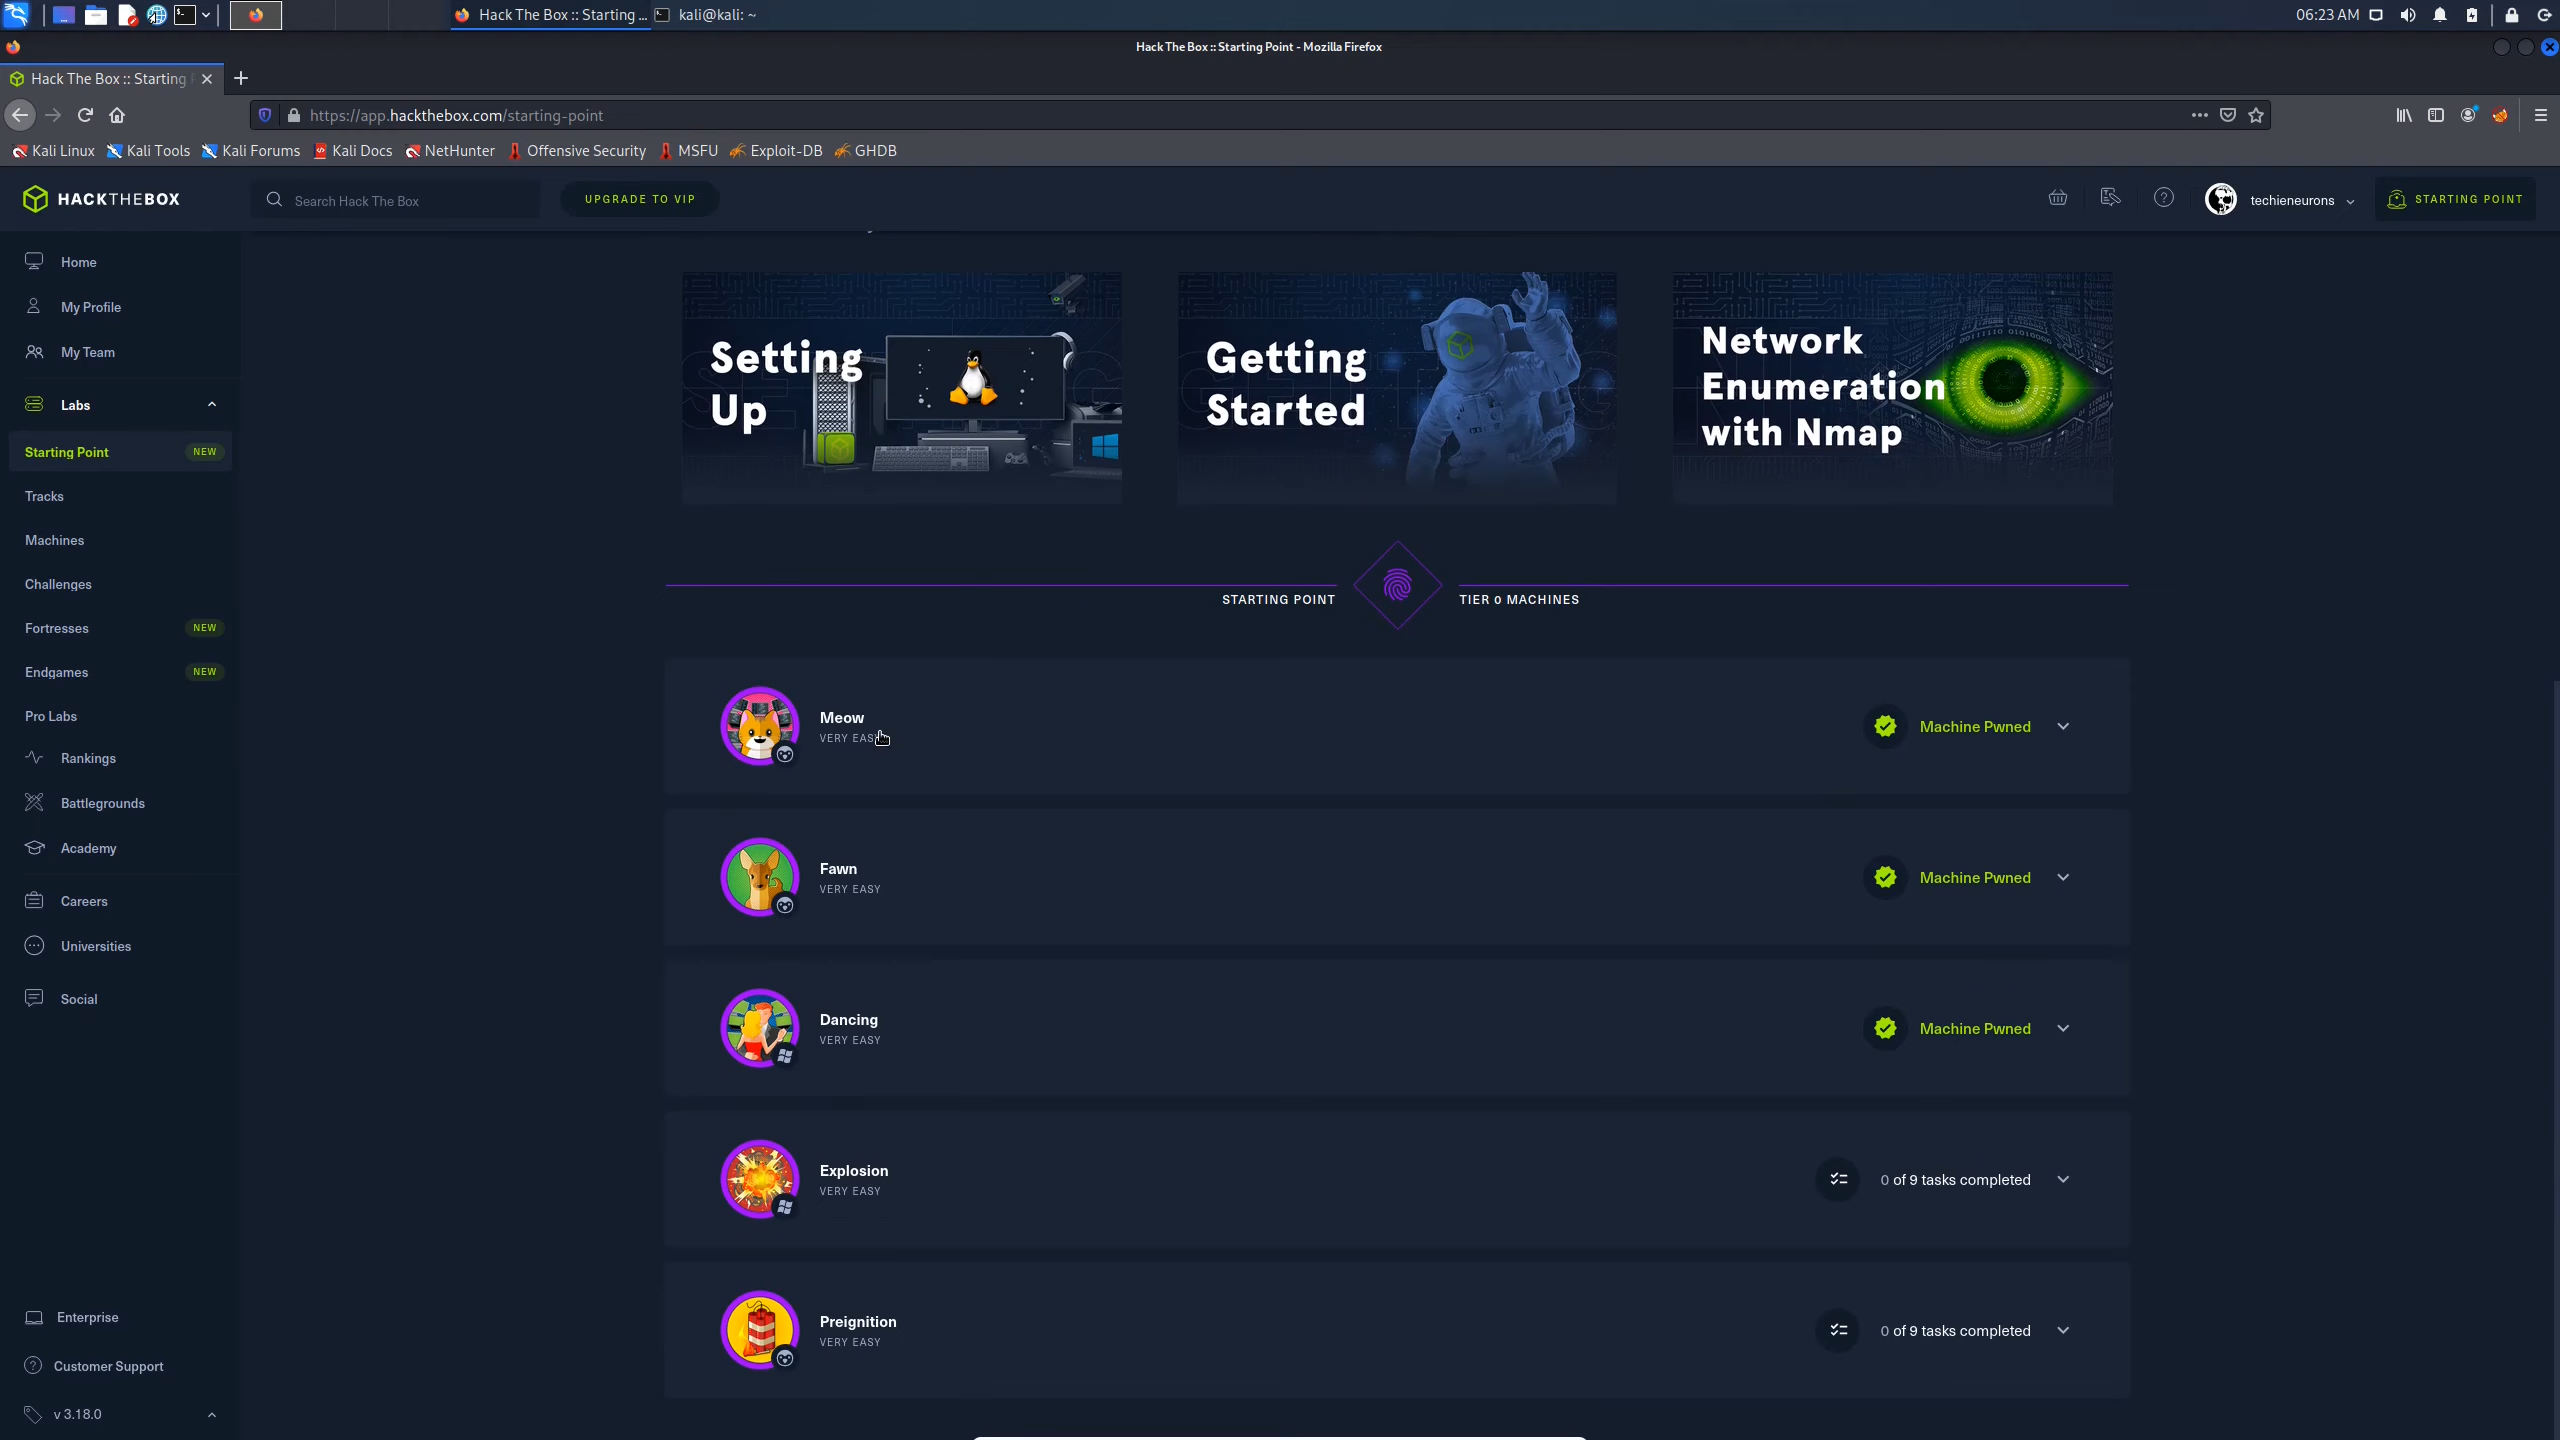 Hack The Box :: Starting ...
kali@kali: ~
06:23 AM
Hack The Box :: Starting Point - Mozilla Firefox
Hack The Box :: Starting
https://app.hackthebox.com/starting-point
Kali Linux
Kali Tools
Kali Forums
Kali Docs
NetHunter
Offensive Security
MSFU
Exploit-DB
GHDB
HACKTHEBOX
Search Hack The Box
UPGRADE TO VIP
techieneurons
STARTING POINT
Home
My Profile
My Team
Labs
Starting Point NEW
Tracks
Machines
Challenges
Fortresses NEW
Endgames NEW
Pro Labs
Rankings
Battlegrounds
Academy
Careers
Universities
Social
Enterprise
Customer Support
v 3.18.0
Setting
Up
Getting
Started
Network
Enumeration
with Nmap
STARTING POINT
TIER 0 MACHINES
Meow
VERY EASY
Machine Pwned
Fawn
VERY EASY
Machine Pwned
Dancing
VERY EASY
Machine Pwned
Explosion
VERY EASY
0 of 9 tasks completed
Preignition
VERY EASY
0 of 9 tasks completed